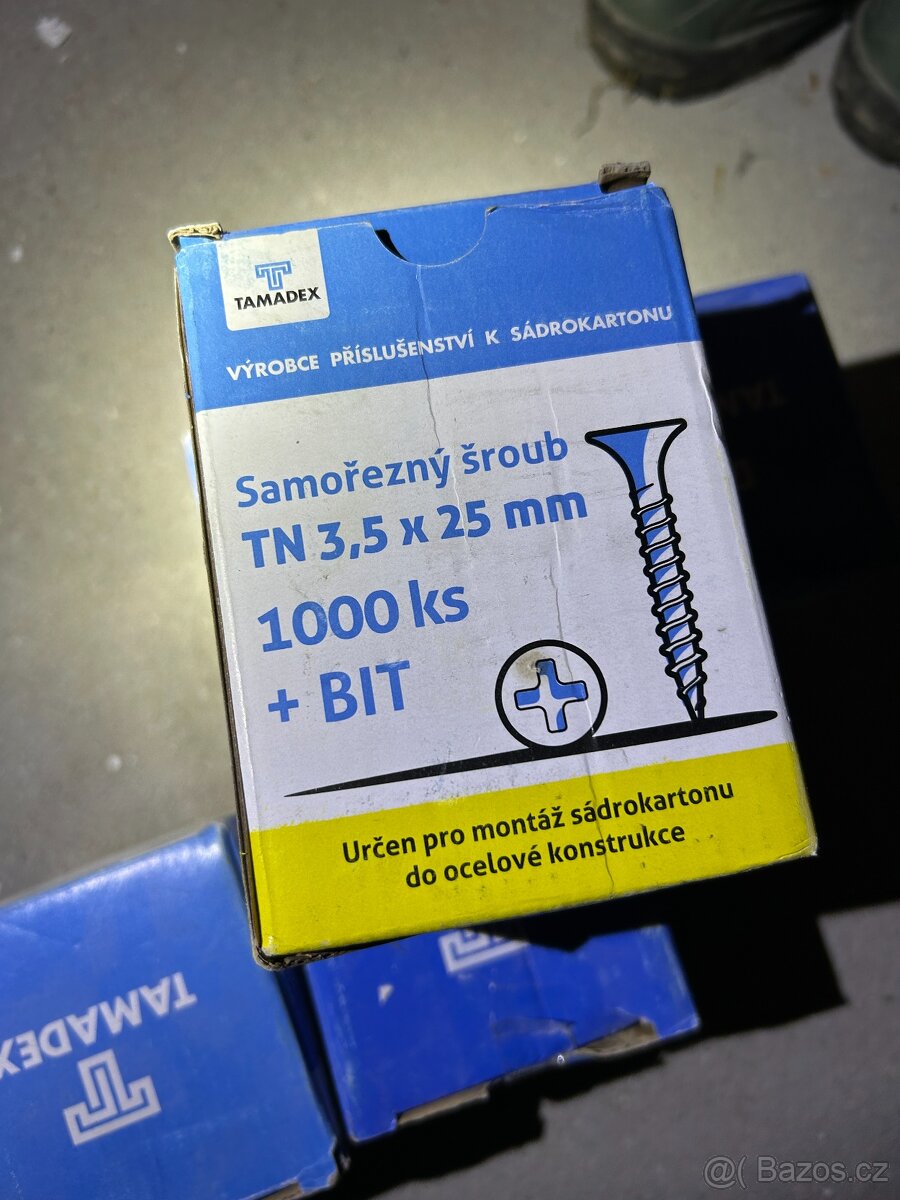 TAMADEX
VÝROBCE PŘÍSLUŠENSTVÍ K SÁDROKARTONU
Samořezný šroub
TN 3,5 x 25 mm
1000 ks
+ BIT
Určen pro montáž sádrokartonu
do ocelové konstrukce
TAMADEX
@( Bazos.cz